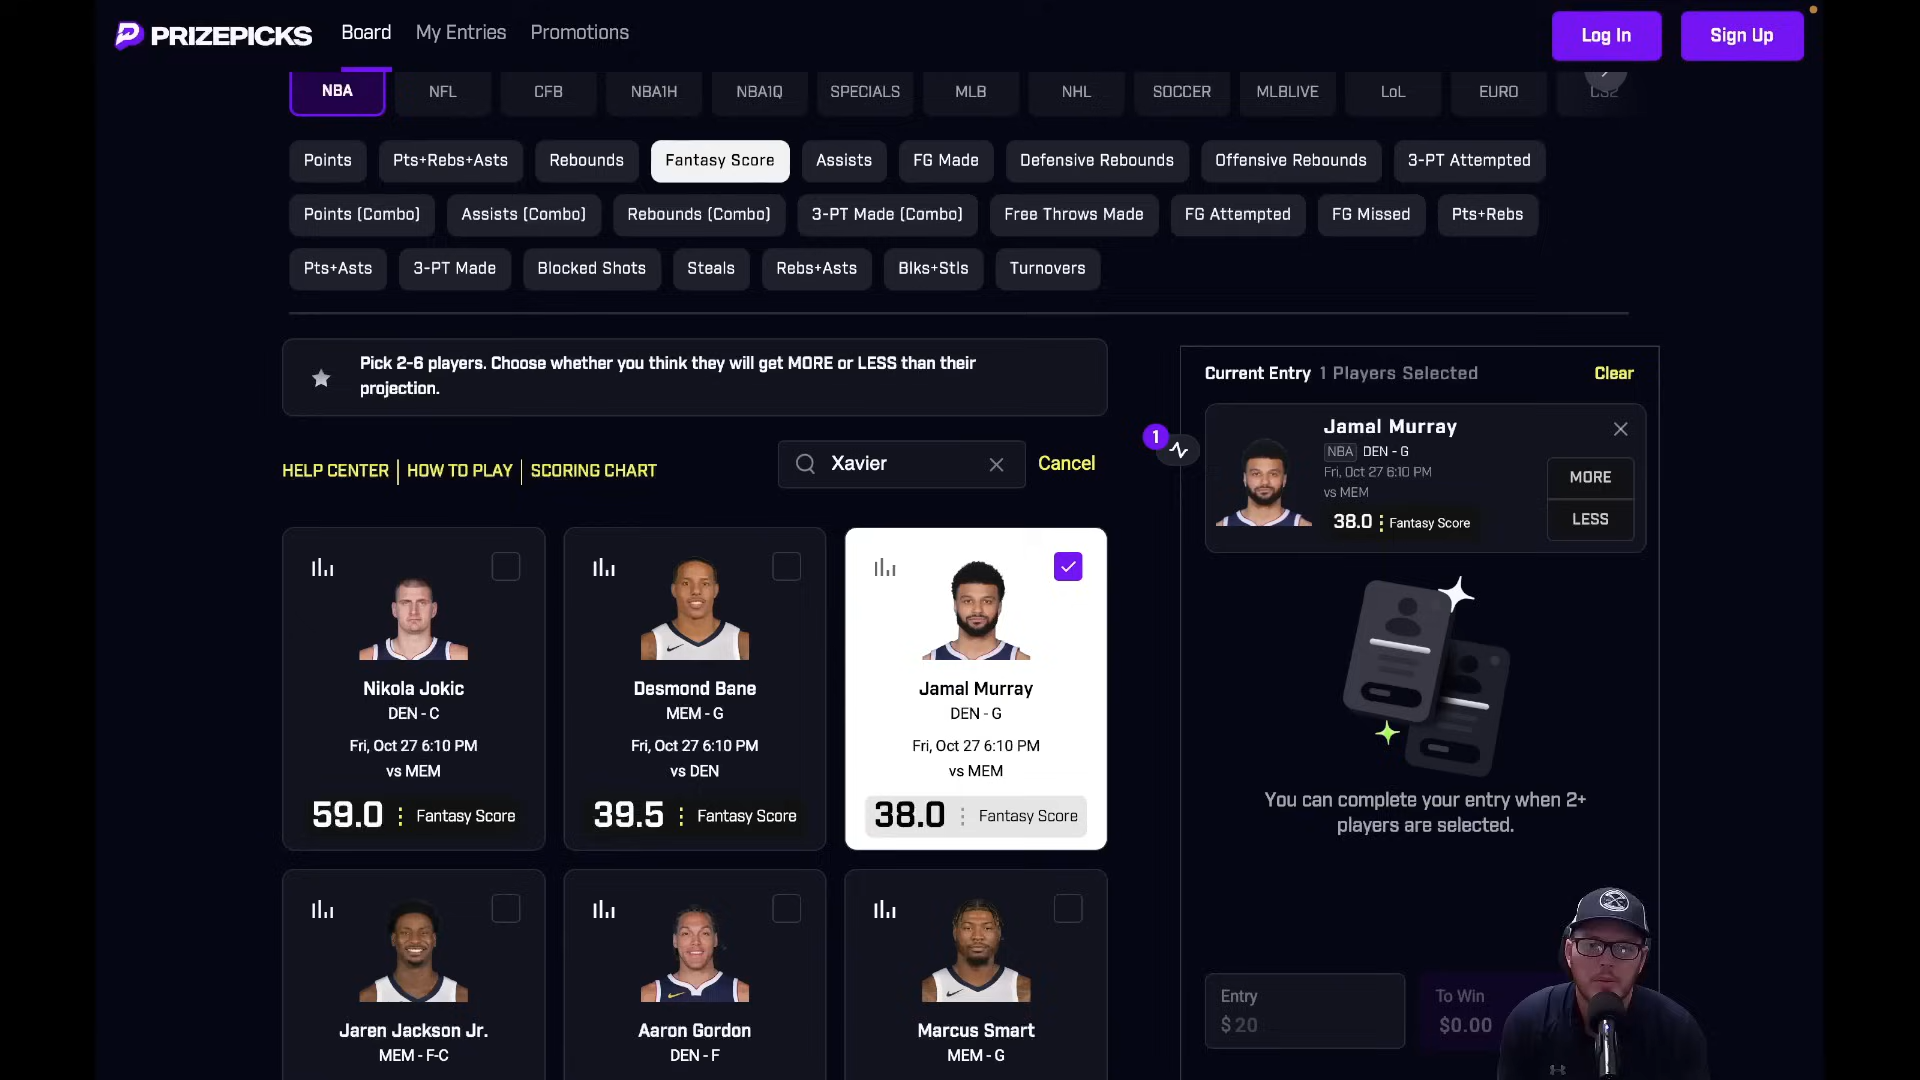 PRIZEPICKS
Board
My Entries
Promotions
Log In
Sign Up
NBA
NFL
CFB
NBA1H
NBA1Q
SPECIALS
MLB
NHL
SOCCER
MLBLIVE
LoL
EURO
CS2
Points
Pts+Rebs+Asts
Rebounds
Fantasy Score
Assists
FG Made
Defensive Rebounds
Offensive Rebounds
3-PT Attempted
Points (Combo)
Assists (Combo)
Rebounds (Combo)
3-PT Made (Combo)
Free Throws Made
FG Attempted
FG Missed
Pts+Rebs
Pts+Asts
3-PT Made
Blocked Shots
Steals
Rebs+Asts
Blks+Stls
Turnovers
Pick 2-6 players. Choose whether you think they will get MORE or LESS than their
projection.
HELP CENTER
HOW TO PLAY
SCORING CHART
Xavier
Cancel
Nikola Jokic
DEN - C
Fri, Oct 27 6:10 PM
vs MEM
59.0
Fantasy Score
Desmond Bane
MEM - G
Fri, Oct 27 6:10 PM
vs DEN
39.5
Fantasy Score
Jamal Murray
DEN - G
Fri, Oct 27 6:10 PM
vs MEM
38.0
Fantasy Score
Jaren Jackson Jr.
MEM - F-C
Aaron Gordon
DEN - F
Marcus Smart
MEM - G
Current Entry 1 Players Selected
Clear
1
Jamal Murray
NBA DEN - G
Fri, Oct 27 6:10 PM
vs MEM
38.0 Fantasy Score
MORE
LESS
You can complete your entry when 2+
players are selected.
Entry
$ 20
To Win
$0.00